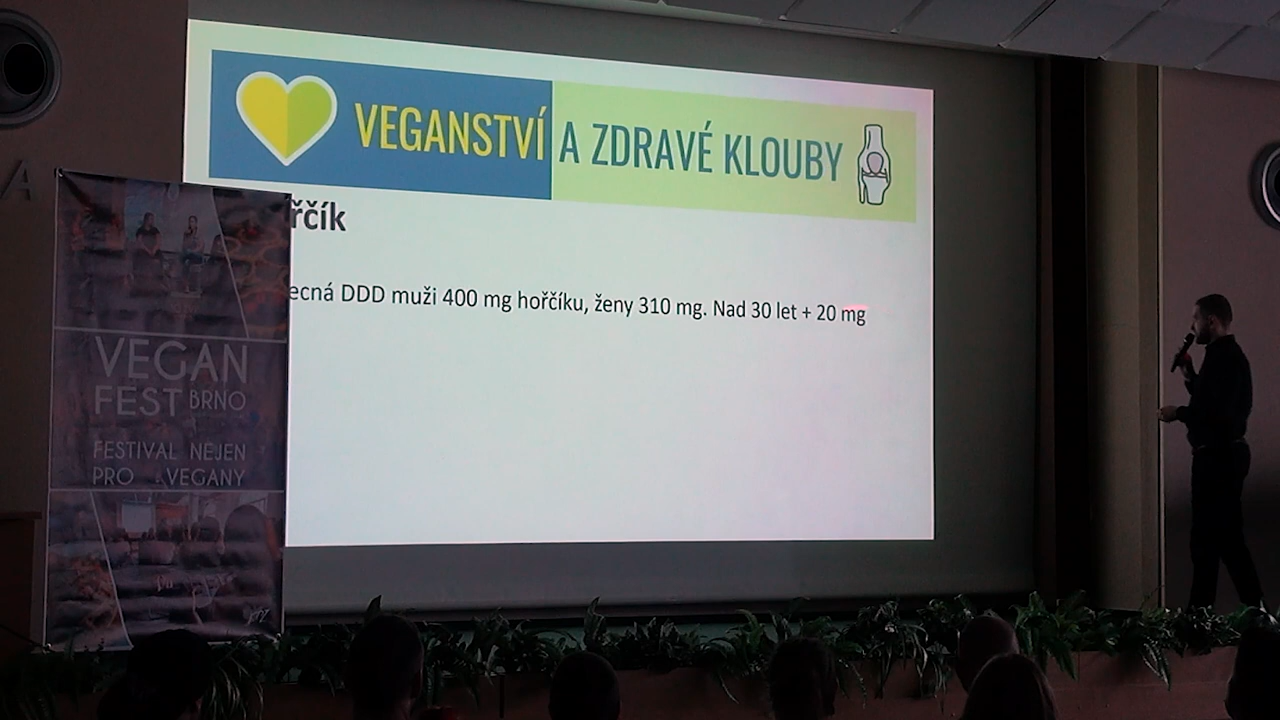 VEGANSTVÍ A ZDRAVÉ KLOUBY
řčík
ecná DDD muži 400 mg hořčíku, ženy 310 mg. Nad 30 let + 20 mg
A
VEGAN
FEST BRNO
FESTIVAL NEJEN
PRO VEGANY